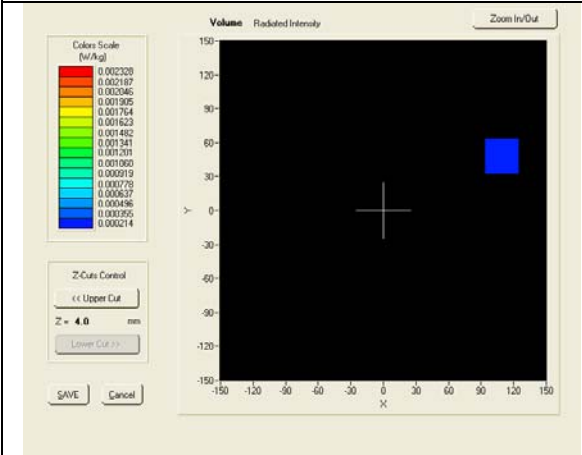 Volume Radiated Intensity
Zoom In/Out
Colors Scale
(W/kg)
0.002328
0.002187
0.002046
0.001905
0.001764
0.001623
0.001482
0.001341
0.001201
0.001060
0.000919
0.000778
0.000637
0.000496
0.000355
0.000214
Z-Cuts Control
<< Upper Cut
Z = 4.0 mm
Lower Cut >>
SAVE
Cancel
150
120
90
60
30
0
-30
-60
-90
-120
-150
Y
-150 -120 -90 -60 -30 0 30 60 90 120 150
X